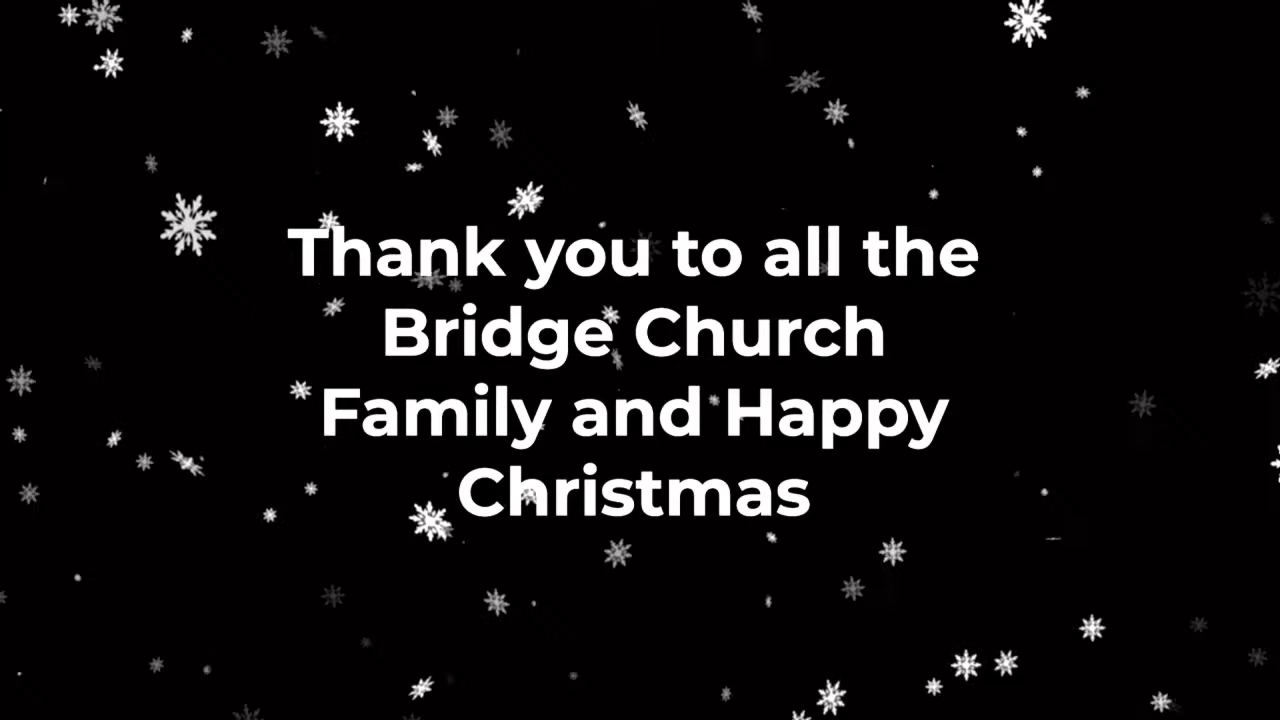 Thank you to all the
Bridge Church
Family and Happy
Christmas